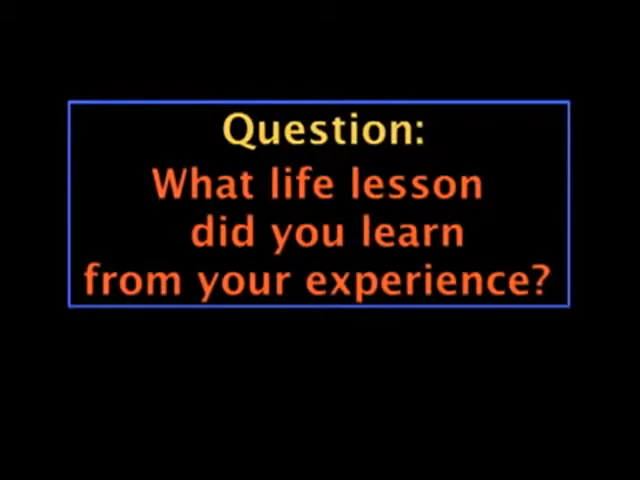 Question:
What life lesson
did you learn
from your experience?